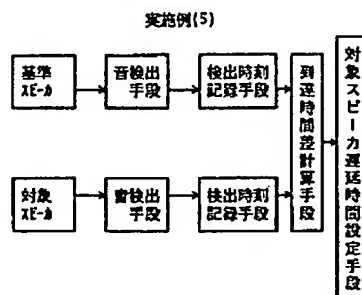 実施例(5)
基準
スピーカ
音検出
手段
検出時刻
記録手段
対象
スピーカ
音検出
手段
検出時刻
記録手段
到達時間差計算手段
対象スピーカ遅延時間設定手段